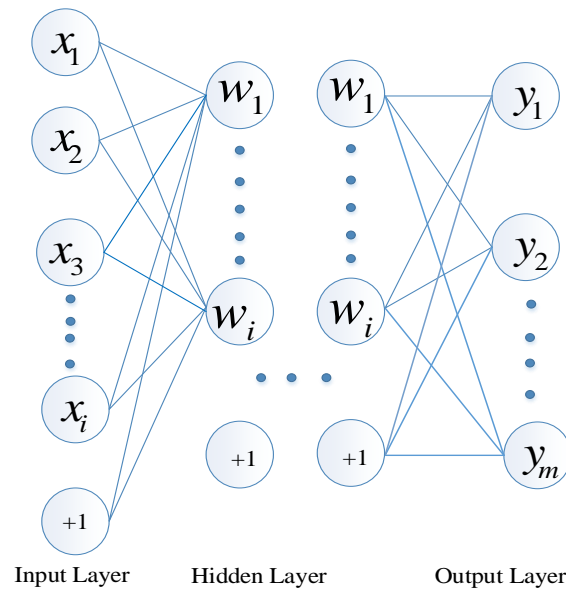 x₁
x₂
x₃
xᵢ
+1
w₁
wᵢ
+1
w₁
wᵢ
+1
y₁
y₂
yₘ
Input Layer
Hidden Layer
Output Layer